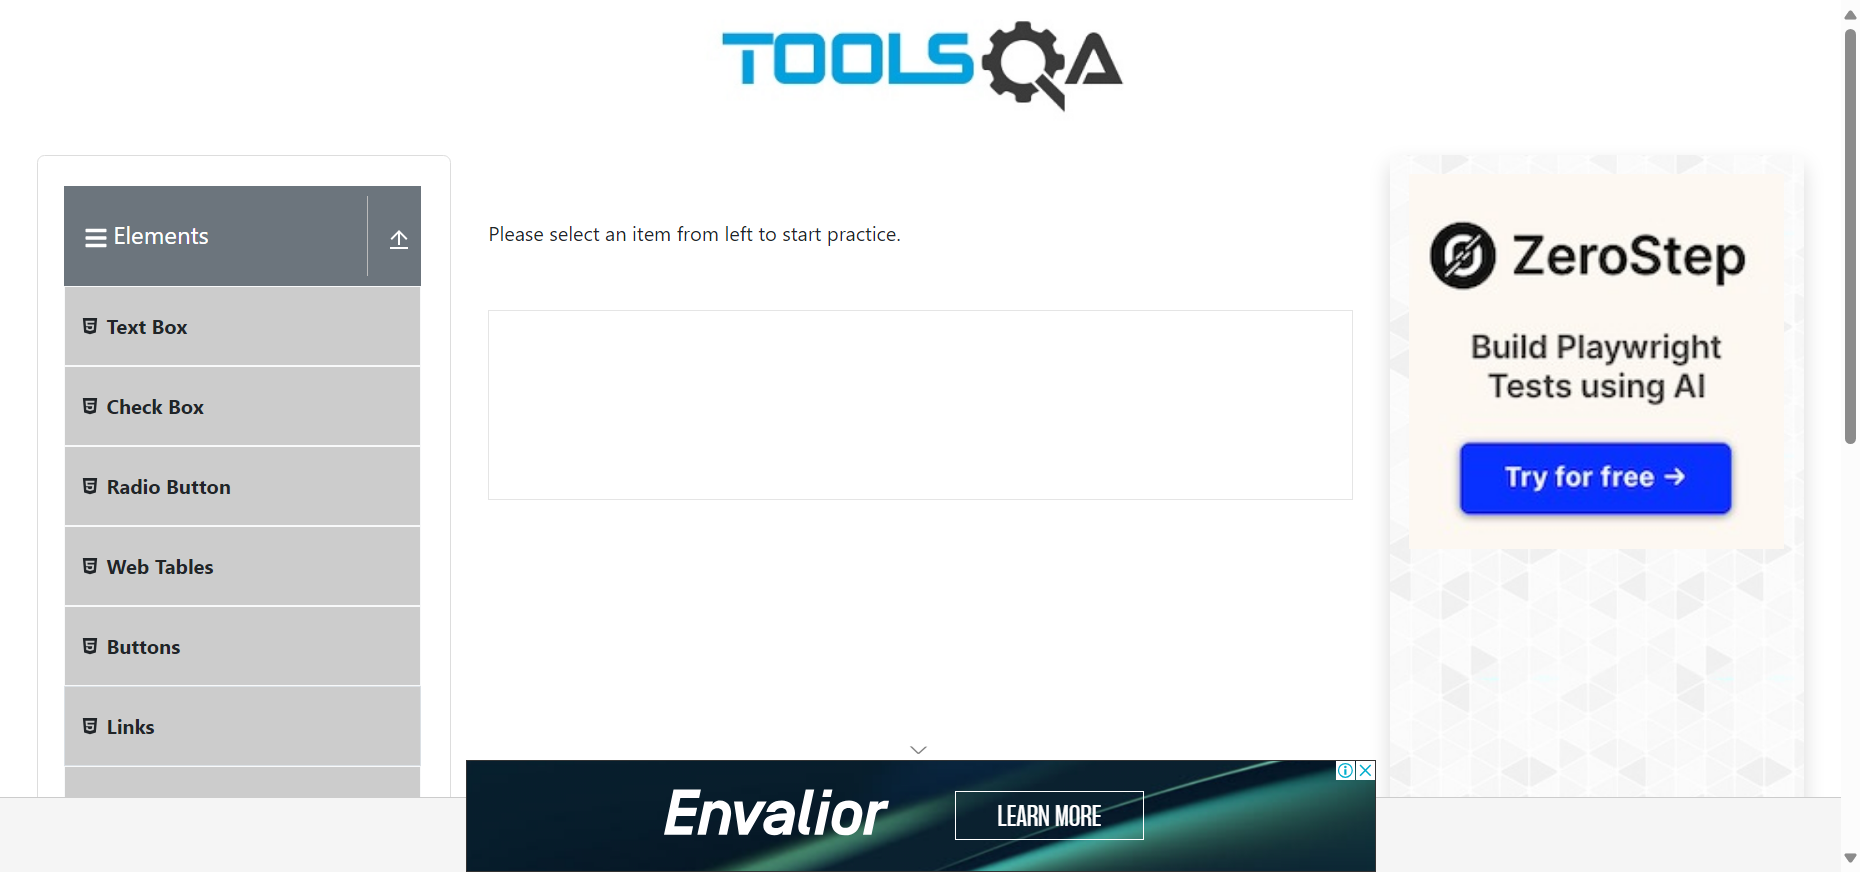 TOOLSQA
Elements
Text Box
Check Box
Radio Button
Web Tables
Buttons
Links
Please select an item from left to start practice.
ZeroStep
Build Playwright
Tests using AI
Try for free →
Envalior
LEARN MORE